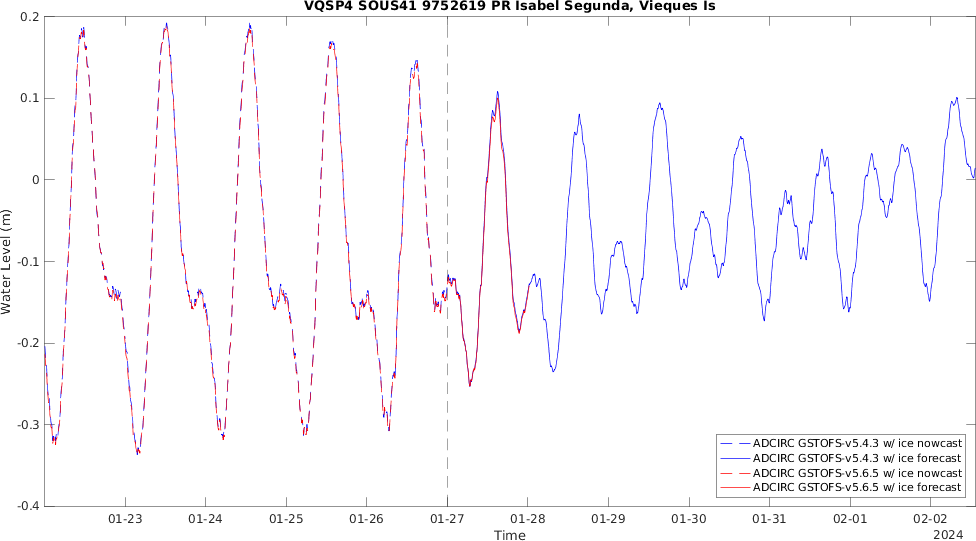 VQSP4 SOUS41 9752619 PR Isabel Segunda, Vieques Is
Water Level (m)
0.2
0.1
0
-0.1
-0.2
-0.3
-0.4
ADCIRC GSTOFS-v5.4.3 w/ ice nowcast
ADCIRC GSTOFS-v5.4.3 w/ ice forecast
ADCIRC GSTOFS-v5.6.5 w/ ice nowcast
ADCIRC GSTOFS-v5.6.5 w/ ice forecast
01-23 01-24 01-25 01-26 01-27 01-28 01-29 01-30 01-31 02-01 02-02
2024
Time